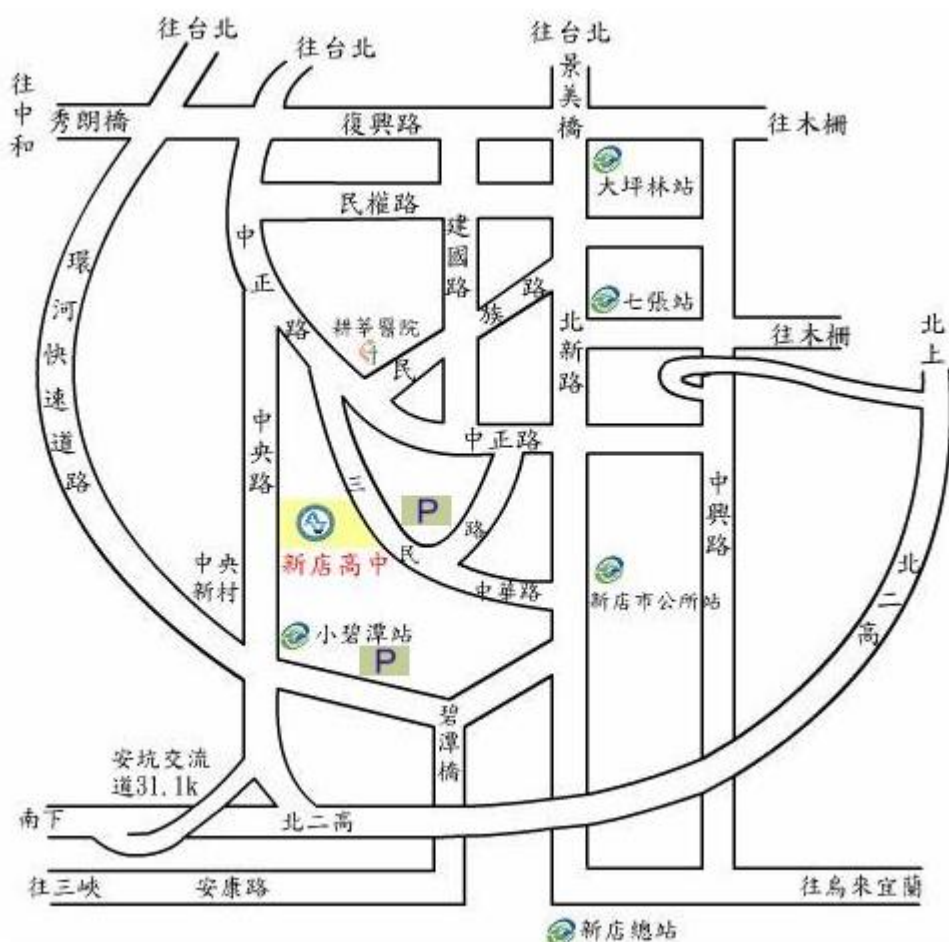 往台北
往台北
往台北
往中和
秀朗橋
復興路
景美橋
往木柵
大坪林站
民權路
建國路
中正路
環河快速道路
耕莘醫院
民族路
七張站
北新路
往木柵
北上
中央路
中正路
三民路
P
中興路
新店高中
中央
新村
中華路
新店市公所站
北二高
小碧潭站
P
碧潭橋
安坑交流
道31.1k
南下
北二高
往三峽
安康路
往烏來宜蘭
新店總站